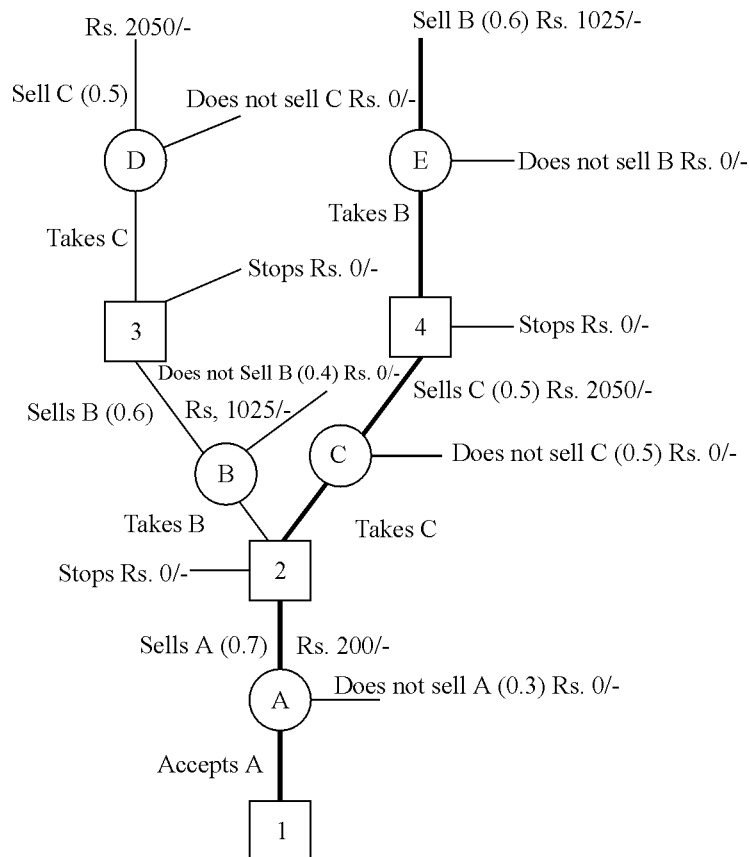 Sell B (0.6) Rs. 1025/-
Rs. 2050/-
Sell C (0.5)
Does not sell C Rs. 0/-
D
E
Does not sell B Rs. 0/-
Takes B
Takes C
Stops Rs. 0/-
3
4
Stops Rs. 0/-
Does not Sell B (0.4) Rs. 0/-
Sells C (0.5) Rs. 2050/-
Sells B (0.6)
Rs, 1025/-
B
C
Does not sell C (0.5) Rs. 0/-
Takes B
Takes C
Stops Rs. 0/-
2
Sells A (0.7)
Rs. 200/-
Does not sell A (0.3) Rs. 0/-
A
Accepts A
1